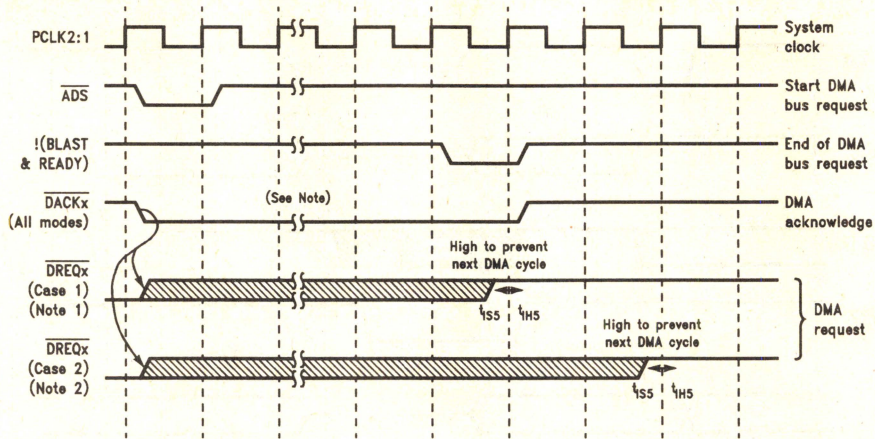 PCLK2:1
System
clock
ADS
Start DMA
bus request
!(BLAST
& READY)
End of DMA
bus request
DACKx
(All modes)
(See Note)
DMA
acknowledge
High to prevent
next DMA cycle
DREQx
(Case 1)
(Note 1)
tIS5 tIH5
DMA
request
High to prevent
next DMA cycle
DREQx
(Case 2)
(Note 2)
tIS5 tIH5